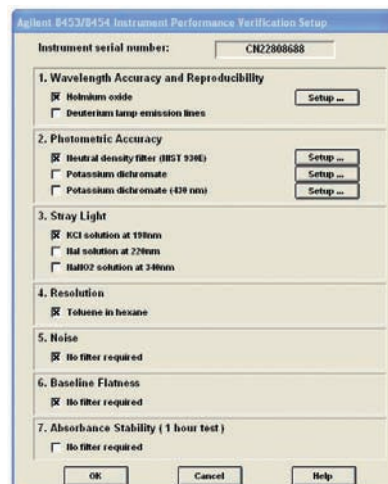 Agilent 8453/8454 Instrument Performance Verification Setup
Instrument serial number: CN22808688
1. Wavelength Accuracy and Reproducibility
Holmium oxide Setup ...
Deuterium lamp emission lines
2. Photometric Accuracy
Neutral density filter (NIST 930E) Setup ...
Potassium dichromate Setup ...
Potassium dichromate (430 nm) Setup ...
3. Stray Light
KCl solution at 198nm
NaI solution at 220nm
NaNO2 solution at 340nm
4. Resolution
Toluene in hexane
5. Noise
No filter required
6. Baseline Flatness
No filter required
7. Absorbance Stability ( 1 hour test )
No filter required
OK Cancel Help